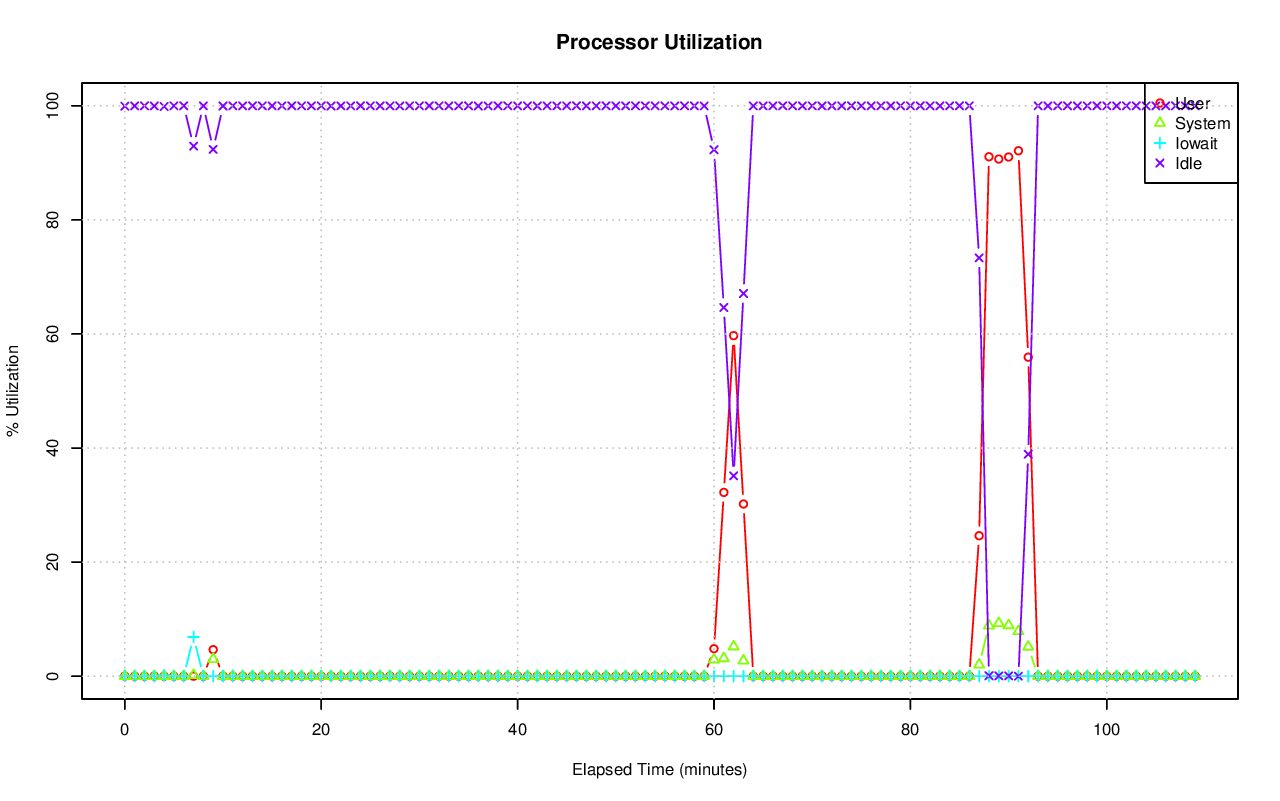 Processor Utilization
100
80
60
40
20
0
% Utilization
User
System
Iowait
Idle
0 20 40 60 80 100
Elapsed Time (minutes)